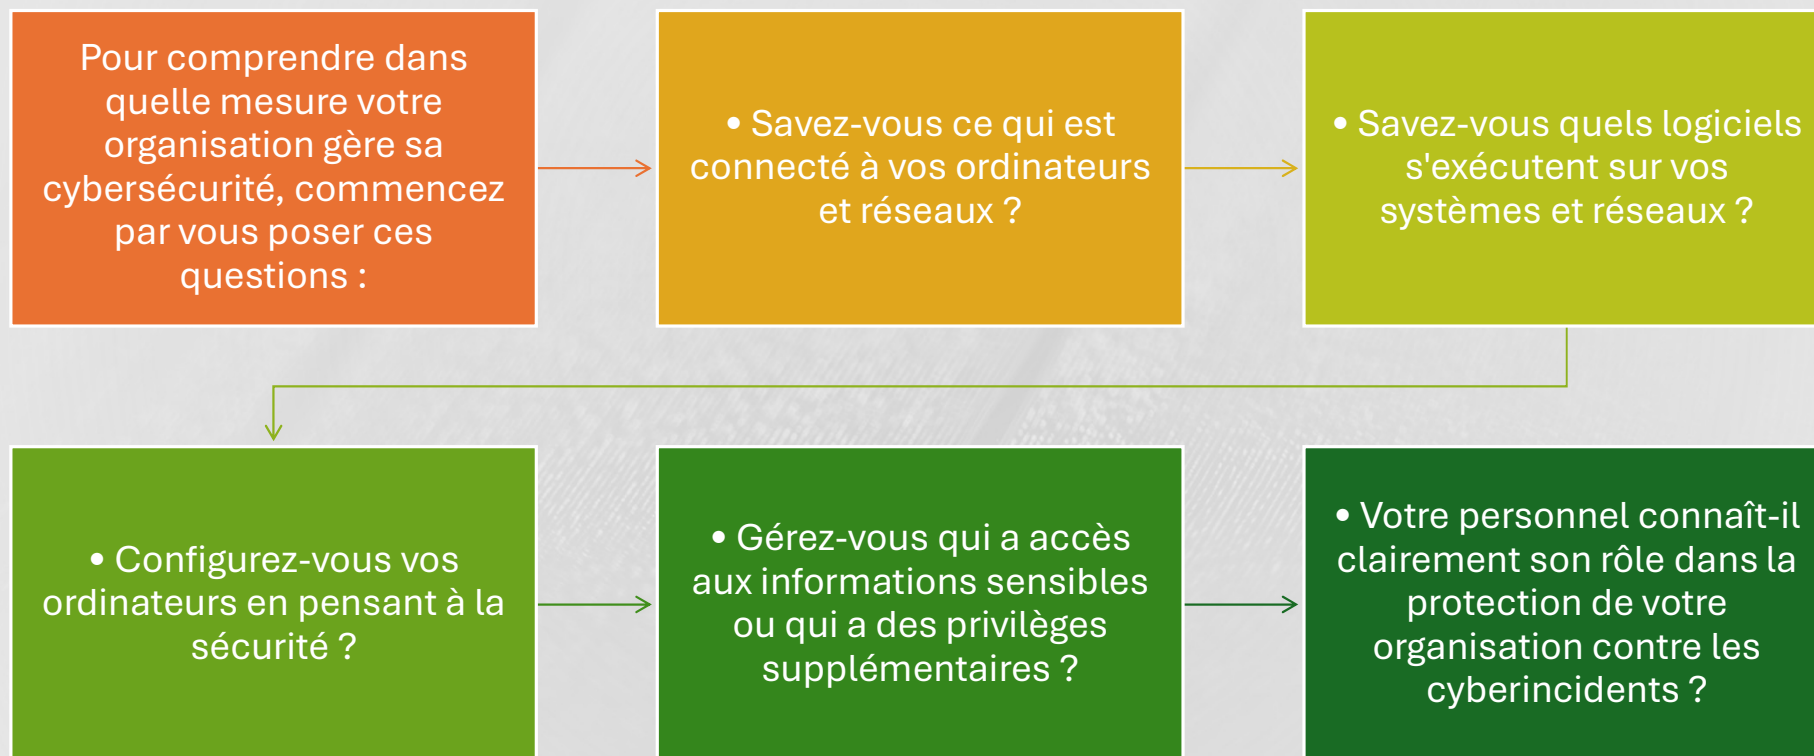 Pour comprendre dans
quelle mesure votre
organisation gère sa
cybersécurité, commencez
par vous poser ces
questions :
• Savez-vous ce qui est
connecté à vos ordinateurs
et réseaux ?
• Savez-vous quels logiciels
s'exécutent sur vos
systèmes et réseaux ?
• Configurez-vous vos
ordinateurs en pensant à la
sécurité ?
• Gérez-vous qui a accès
aux informations sensibles
ou qui a des privilèges
supplémentaires ?
• Votre personnel connaît-il
clairement son rôle dans la
protection de votre
organisation contre les
cyberincidents ?